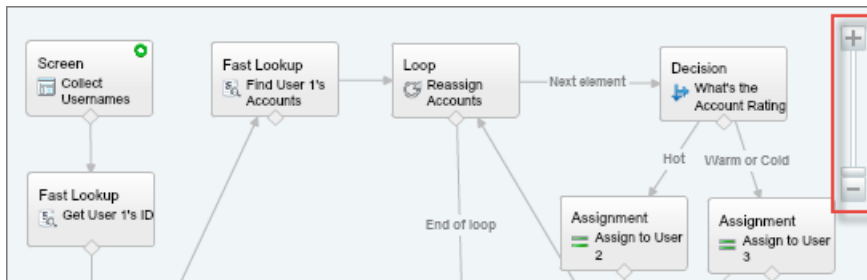 Screen
Collect
Usernames
Fast Lookup
Find User 1's
Accounts
Loop
Reassign
Accounts
Next element
Decision
What's the
Account Rating
Hot
Warm or Cold
Fast Lookup
Get User 1's ID
End of loop
Assignment
Assign to User
2
Assignment
Assign to User
3